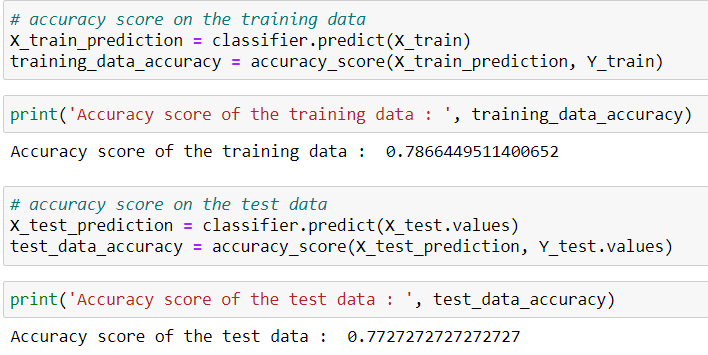 # accuracy score on the training data
X_train_prediction = classifier.predict(X_train)
training_data_accuracy = accuracy_score(X_train_prediction, Y_train)
print('Accuracy score of the training data : ', training_data_accuracy)
Accuracy score of the training data :  0.7866449511400652
# accuracy score on the test data
X_test_prediction = classifier.predict(X_test.values)
test_data_accuracy = accuracy_score(X_test_prediction, Y_test.values)
print('Accuracy score of the test data : ', test_data_accuracy)
Accuracy score of the test data :  0.7727272727272727